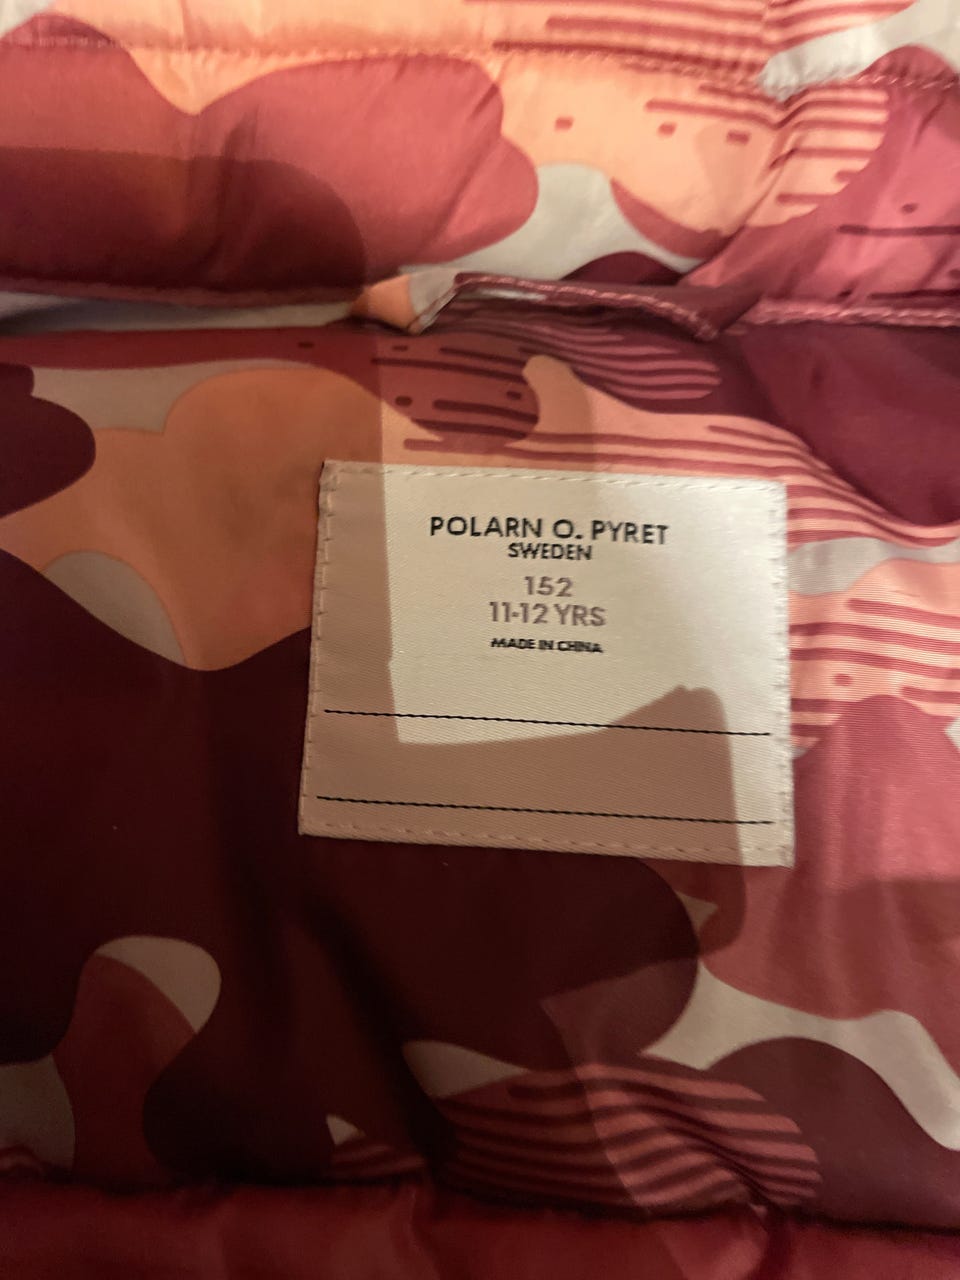 POLARN O. PYRET
SWEDEN
152
11-12 YRS
MADE IN CHINA